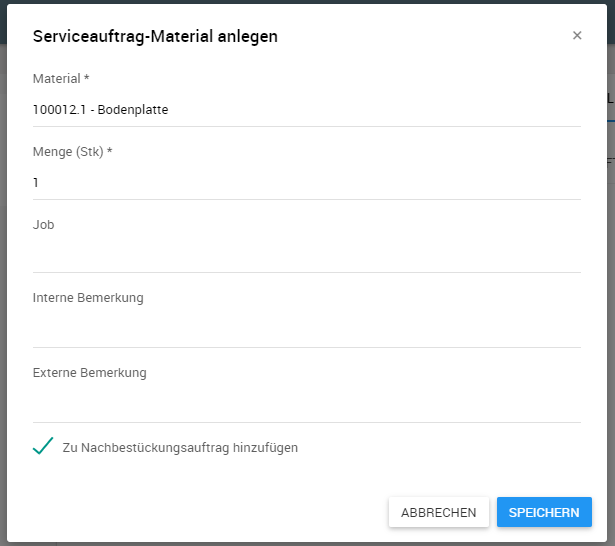 Serviceauftrag-Material anlegen
Material *
100012.1 - Bodenplatte
Menge (Stk) *
1
Job
Interne Bemerkung
Externe Bemerkung
Zu Nachbestückungsauftrag hinzufügen
ABBRECHEN SPEICHERN